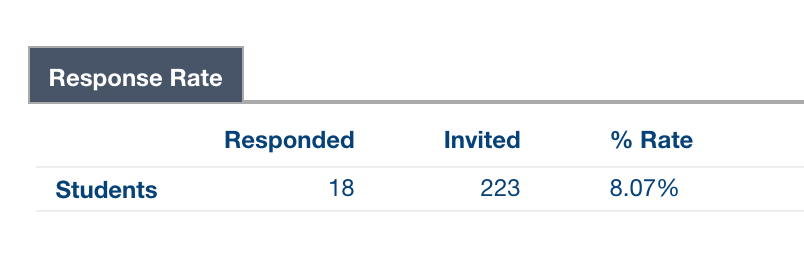 Response Rate
Responded Invited % Rate
Students 18 223 8.07%